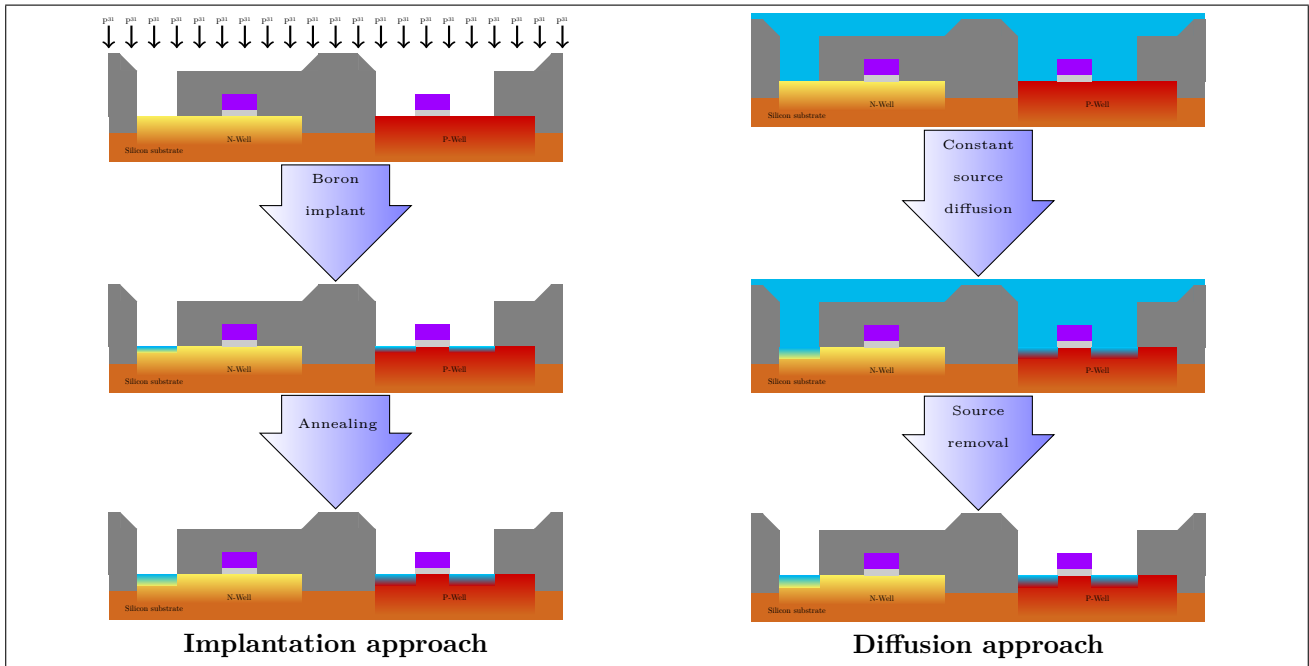 P³¹ P³¹ P³¹ P³¹ P³¹ P³¹ P³¹ P³¹ P³¹ P³¹ P³¹ P³¹ P³¹ P³¹ P³¹ P³¹ P³¹ P³¹ P³¹ P³¹ P³¹
N-Well
P-Well
Silicon substrate
Boron
implant
N-Well
P-Well
Silicon substrate
Annealing
N-Well
P-Well
Silicon substrate
Implantation approach
N-Well
P-Well
Silicon substrate
Constant
source
diffusion
N-Well
P-Well
Silicon substrate
Source
removal
N-Well
P-Well
Silicon substrate
Diffusion approach